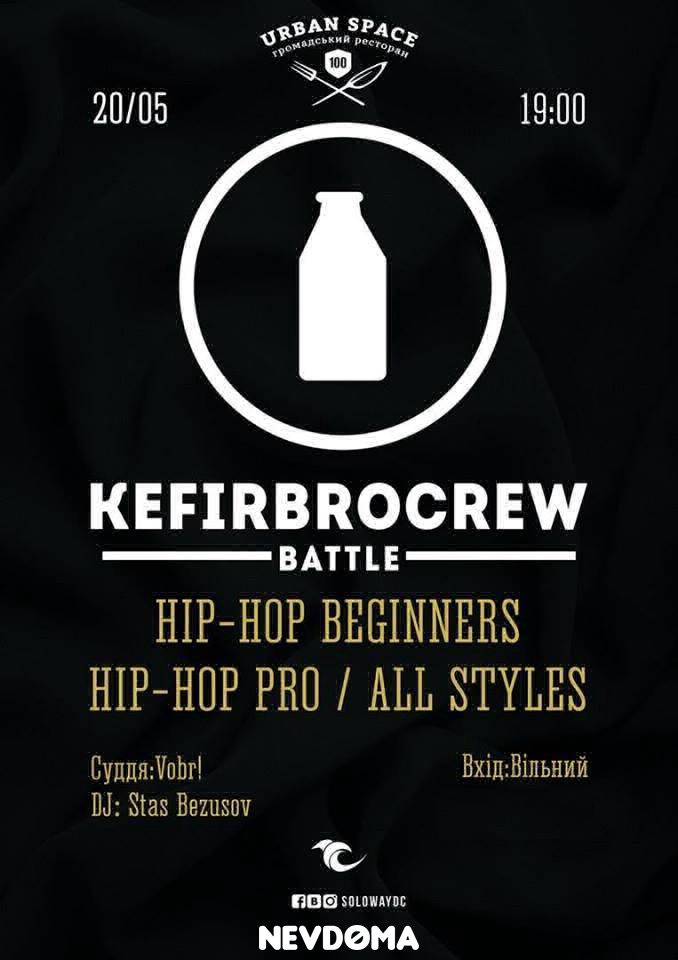 URBAN SPACE
громадський ресторан
100
20/05
19:00
KEFIRBROCREW
BATTLE
HIP-HOP BEGINNERS
HIP-HOP PRO / ALL STYLES
Суддя:Vobr!
Вхід:Вільний
DJ: Stas Bezusov
f B SOLOWAYDC
NEVDOMA